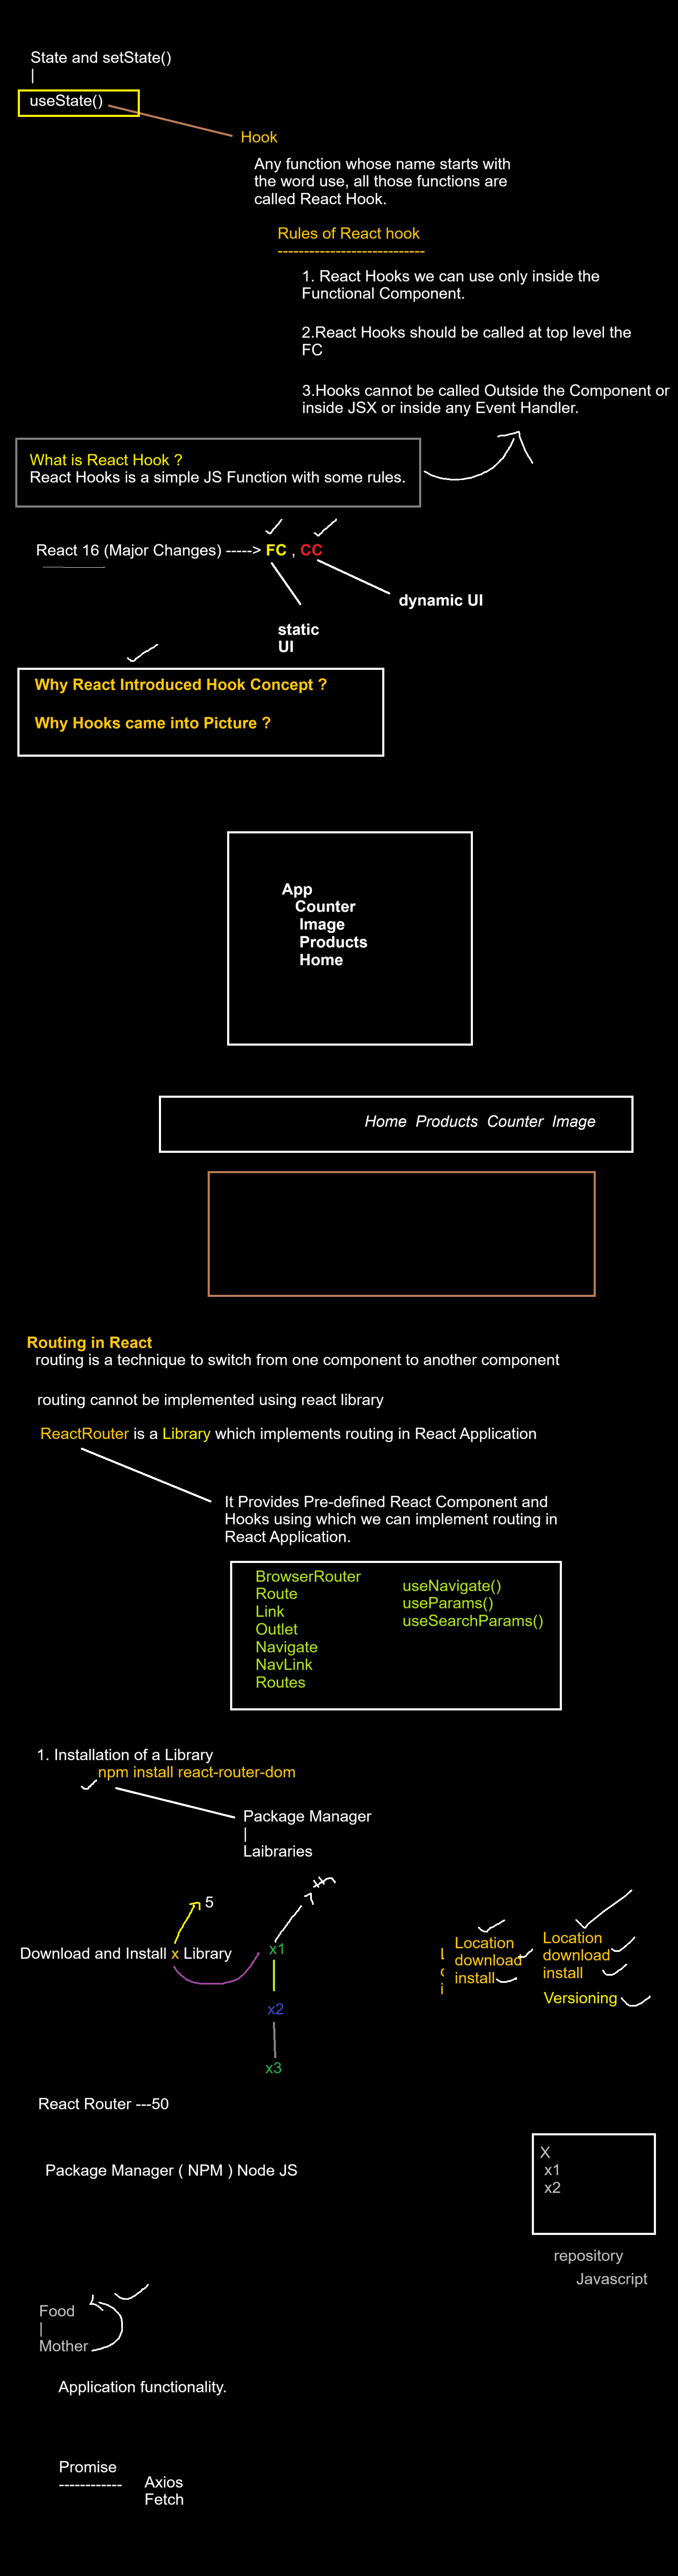 State and setState()
|
useState()
Hook
Any function whose name starts with
the word use, all those functions are
called React Hook.
Rules of React hook
----------------------------
1. React Hooks we can use only inside the
Functional Component.
2.React Hooks should be called at top level the
FC
3.Hooks cannot be called Outside the Component or
inside JSX or inside any Event Handler.
What is React Hook ?
React Hooks is a simple JS Function with some rules.
React 16 (Major Changes) -----> FC , CC
dynamic UI
static
UI
Why React Introduced Hook Concept ?
Why Hooks came into Picture ?
App
Counter
Image
Products
Home
Home Products Counter Image
Routing in React
routing is a technique to switch from one component to another component
routing cannot be implemented using react library
ReactRouter is a Library which implements routing in React Application
It Provides Pre-defined React Component and
Hooks using which we can implement routing in
React Application.
BrowserRouter
Route
Link
Outlet
Navigate
NavLink
Routes
useNavigate()
useParams()
useSearchParams()
1. Installation of a Library
npm install react-router-dom
Package Manager
|
Laibraries
5
Download and Install x Library
x1
x2
x3
Location
download
install
Location
download
install
Versioning
React Router ---50
Package Manager ( NPM ) Node JS
X
x1
x2
repository
Javascript
Food
|
Mother
Application functionality.
Promise
------------
Axios
Fetch